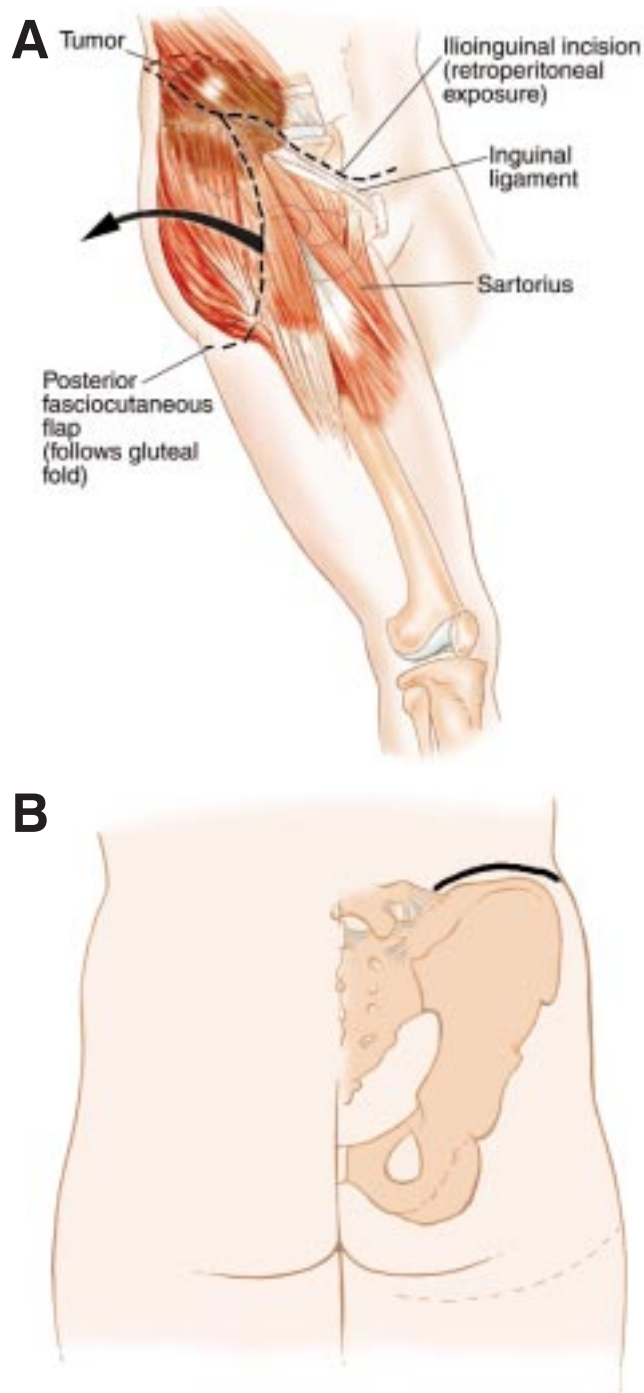 A
Tumor
Ilioinguinal incision
(retroperitoneal
exposure)
Inguinal
ligament
Sartorius
Posterior
fasciocutaneous
flap
(follows gluteal
fold)
B